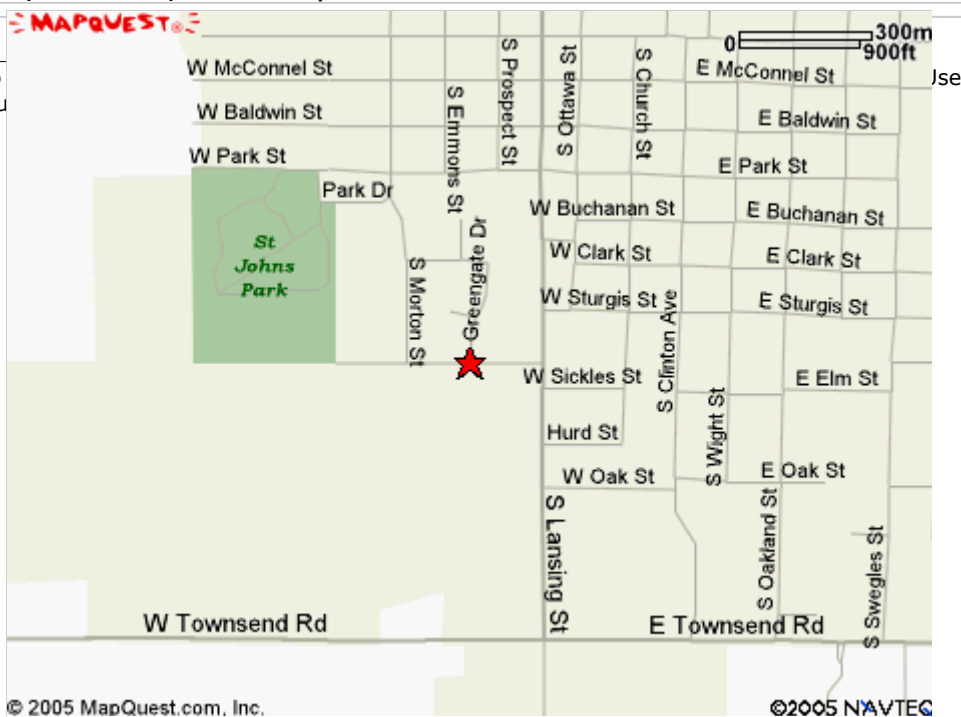 MAPQUEST
0 300m
900ft
Use
W McConnel St
E McConnel St
S Prospect St
S Ottawa St
S Church St
S Emmons St
W Baldwin St
E Baldwin St
W Park St
E Park St
Park Dr
W Buchanan St
E Buchanan St
St
Johns
Park
Greengate Dr
W Clark St
E Clark St
S Morton St
W Sturgis St
E Sturgis St
S Clinton Ave
W Sickles St
E Elm St
S Wight St
Hurd St
W Oak St
E Oak St
S Lansing St
S Oakland St
S Swegles St
W Townsend Rd
E Townsend Rd
© 2005 MapQuest.com, Inc.
©2005 NAVTEQ